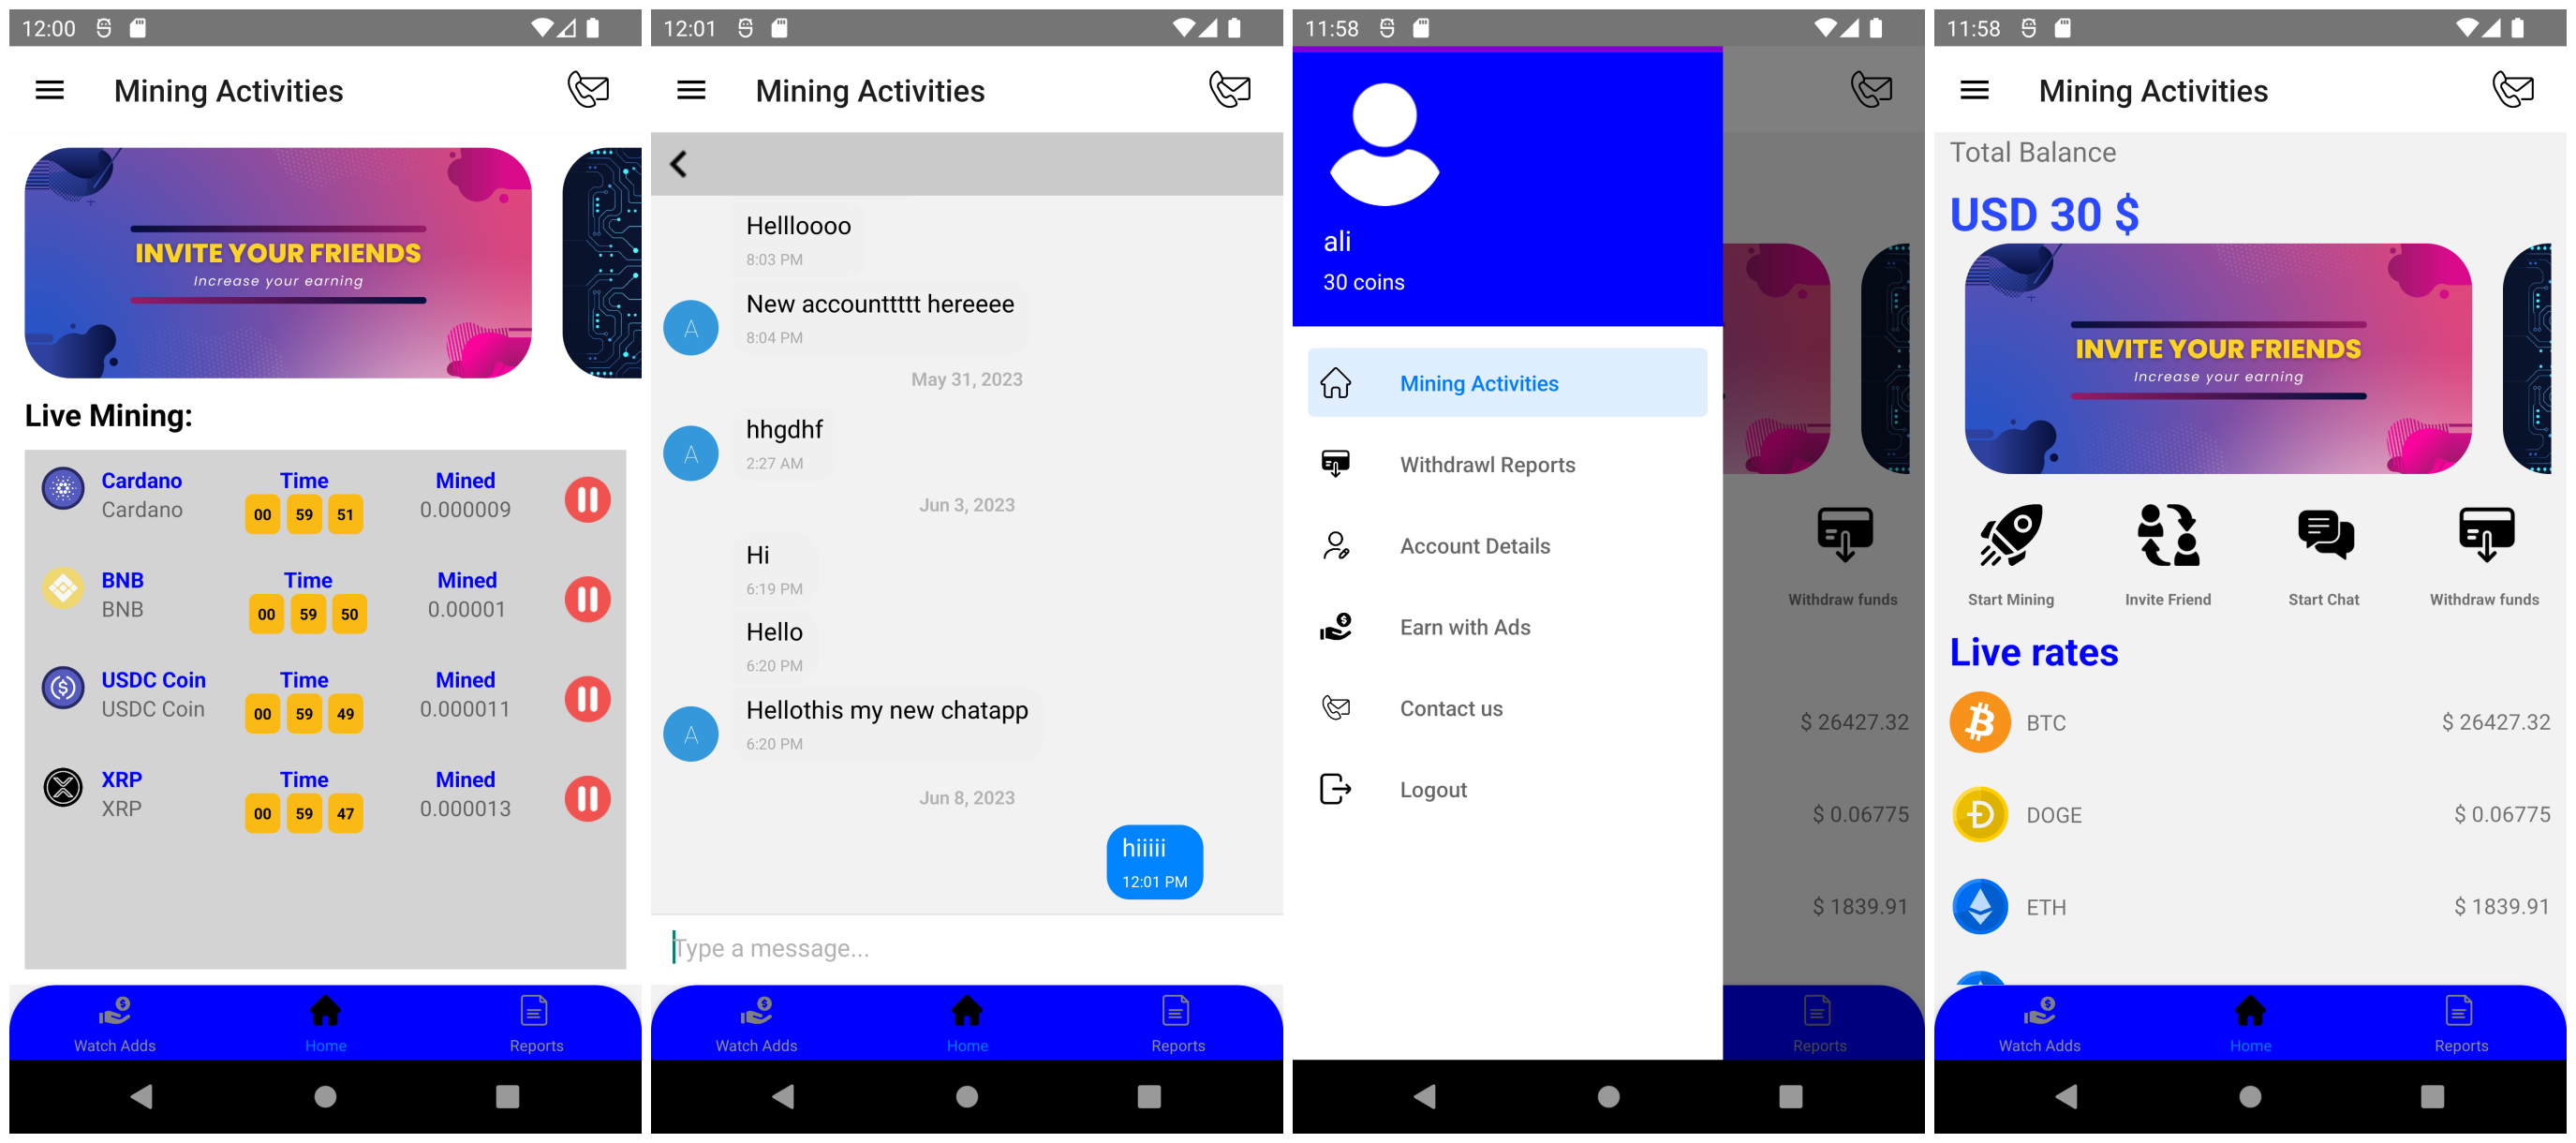 12:00
Mining Activities
INVITE YOUR FRIENDS
Increase your earning
Live Mining:
Cardano Time Mined
Cardano 00 59 51 0.000009
BNB Time Mined
BNB 00 59 50 0.00001
USDC Coin Time Mined
USDC Coin 00 59 49 0.000011
XRP Time Mined
XRP 00 59 47 0.000013
Watch Adds Home Reports
12:01
Mining Activities
Hellloooo
8:03 PM
New accounttttt hereeee
A
8:04 PM
May 31, 2023
hhgdhf
A
2:27 AM
Jun 3, 2023
Hi
6:19 PM
Hello
6:20 PM
Hellothis my new chatapp
A
6:20 PM
Jun 8, 2023
hiiiii
12:01 PM
Type a message...
Watch Adds Home Reports
11:58
ali
30 coins
Mining Activities
Withdrawl Reports
Account Details
Earn with Ads
Contact us
Logout
Withdraw funds
$ 26427.32
$ 0.06775
$ 1839.91
Reports
11:58
Mining Activities
Total Balance
USD 30 $
INVITE YOUR FRIENDS
Increase your earning
Start Mining Invite Friend Start Chat Withdraw funds
Live rates
BTC $ 26427.32
DOGE $ 0.06775
ETH $ 1839.91
Watch Adds Home Reports